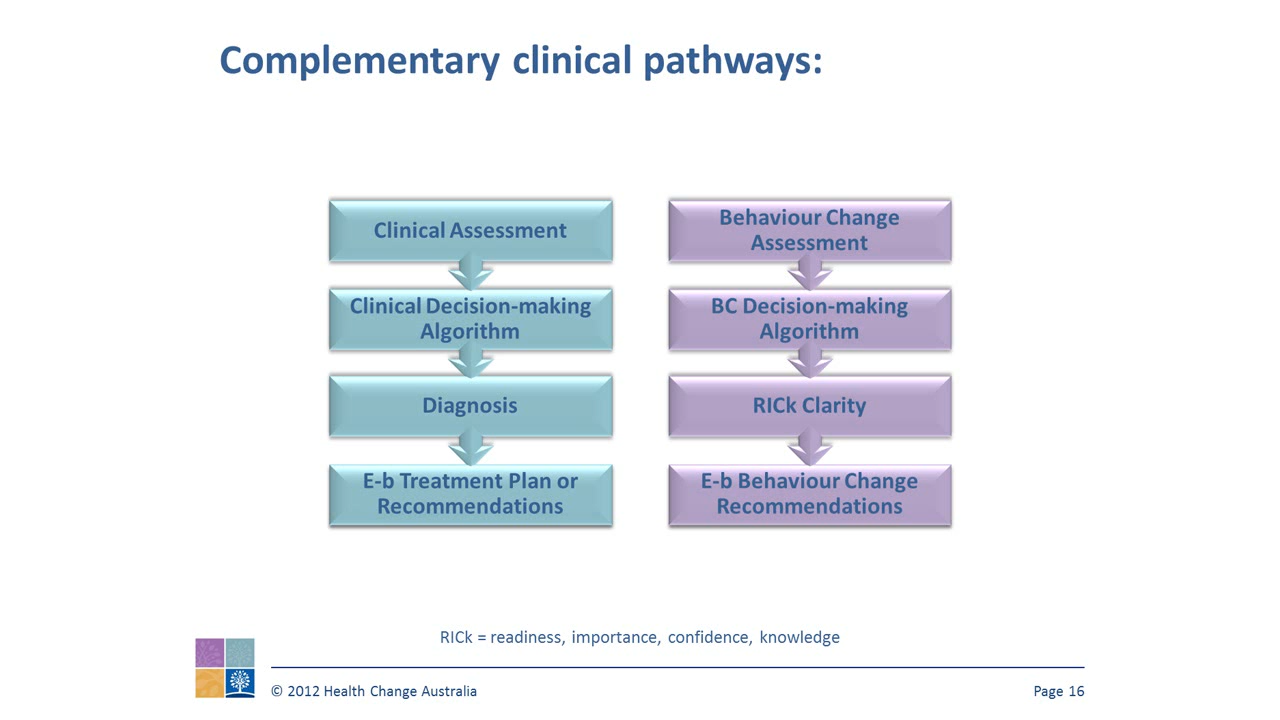 Complementary clinical pathways:
Clinical Assessment
Clinical Decision-making
Algorithm
Diagnosis
E-b Treatment Plan or
Recommendations
Behaviour Change
Assessment
BC Decision-making
Algorithm
RICk Clarity
E-b Behaviour Change
Recommendations
RICk = readiness, importance, confidence, knowledge
© 2012 Health Change Australia
Page 16